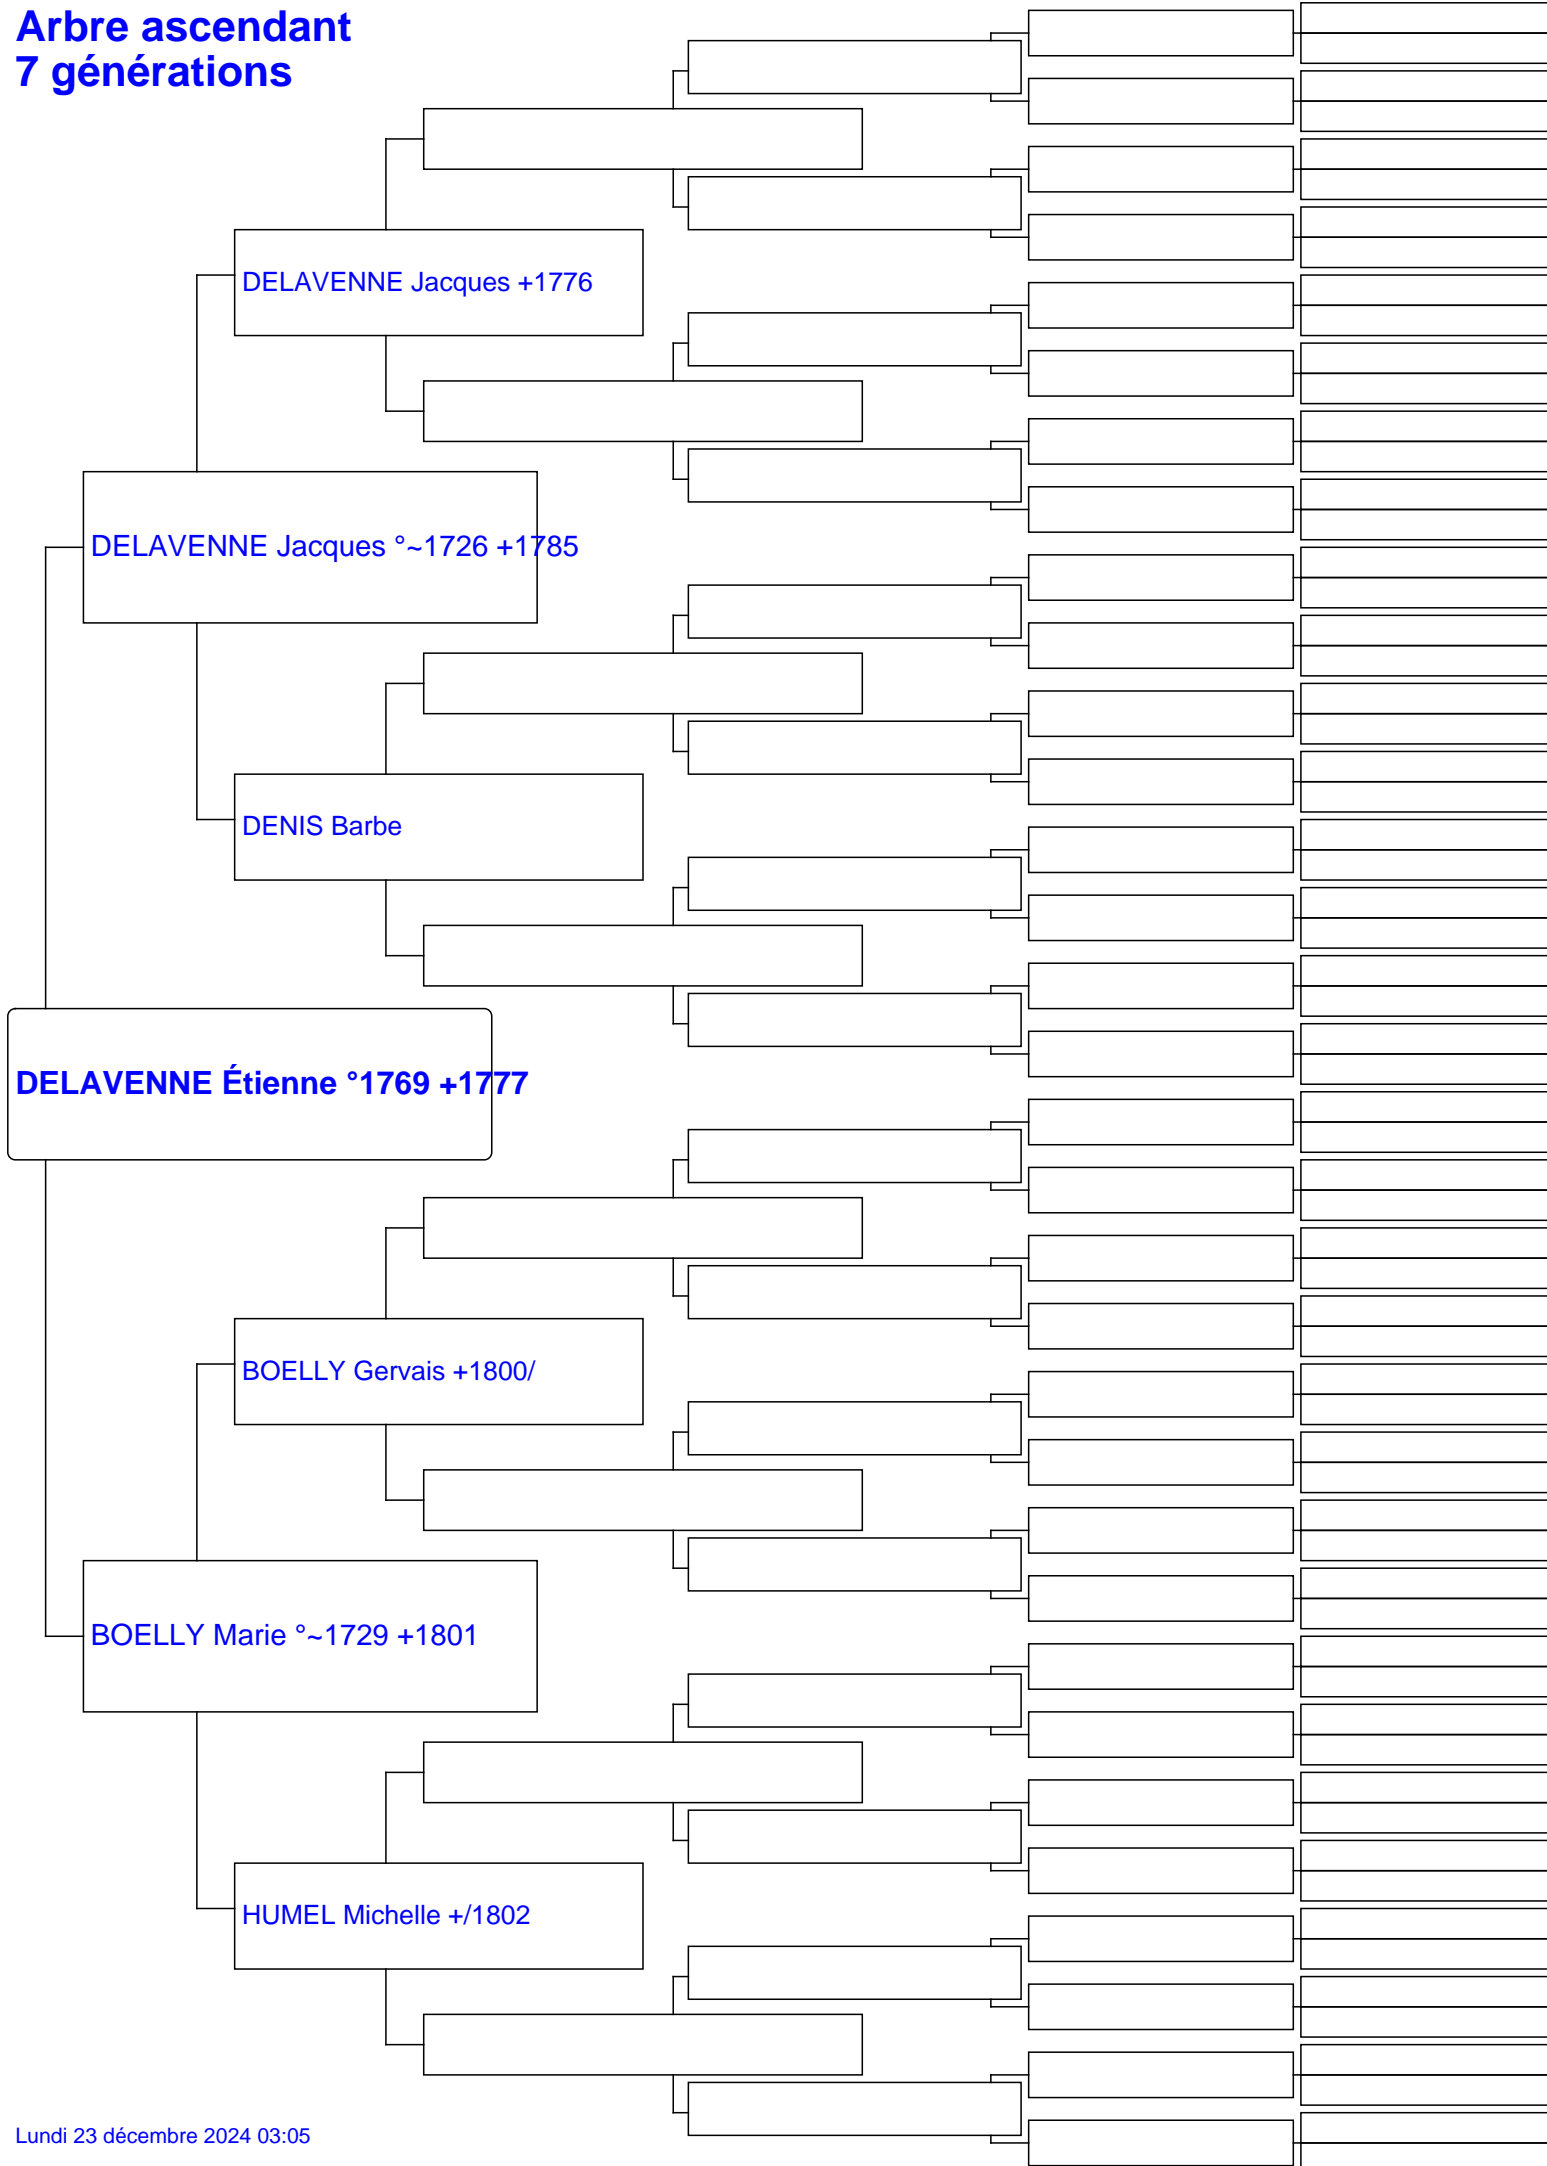 Arbre ascendant
7 générations
DELAVENNE Jacques +1776
DELAVENNE Jacques °~1726 +1785
DENIS Barbe
DELAVENNE Étienne °1769 +1777
BOELLY Gervais +1800/
BOELLY Marie °~1729 +1801
HUMEL Michelle +/1802
Lundi 23 décembre 2024 03:05